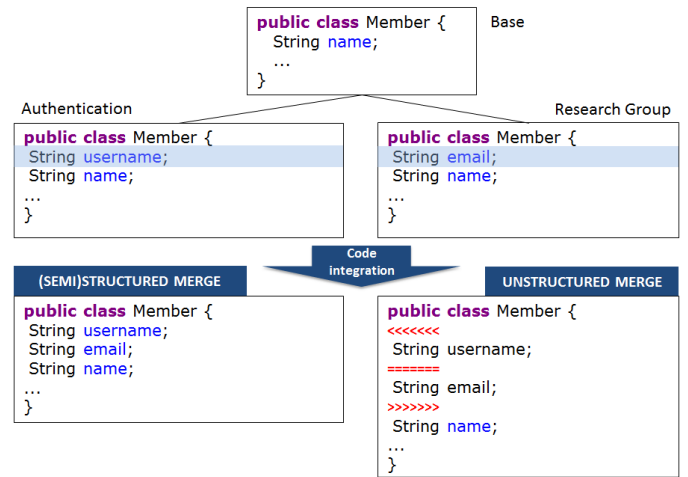 public class Member {
String name;
...
}
Base
Authentication
public class Member {
String username;
String name;
...
}
Research Group
public class Member {
String email;
String name;
...
}
Code
integration
(SEMI)STRUCTURED MERGE
public class Member {
String username;
String email;
String name;
...
}
UNSTRUCTURED MERGE
public class Member {
<<<<<<<
String username;
=======
String email;
>>>>>>>
String name;
...
}